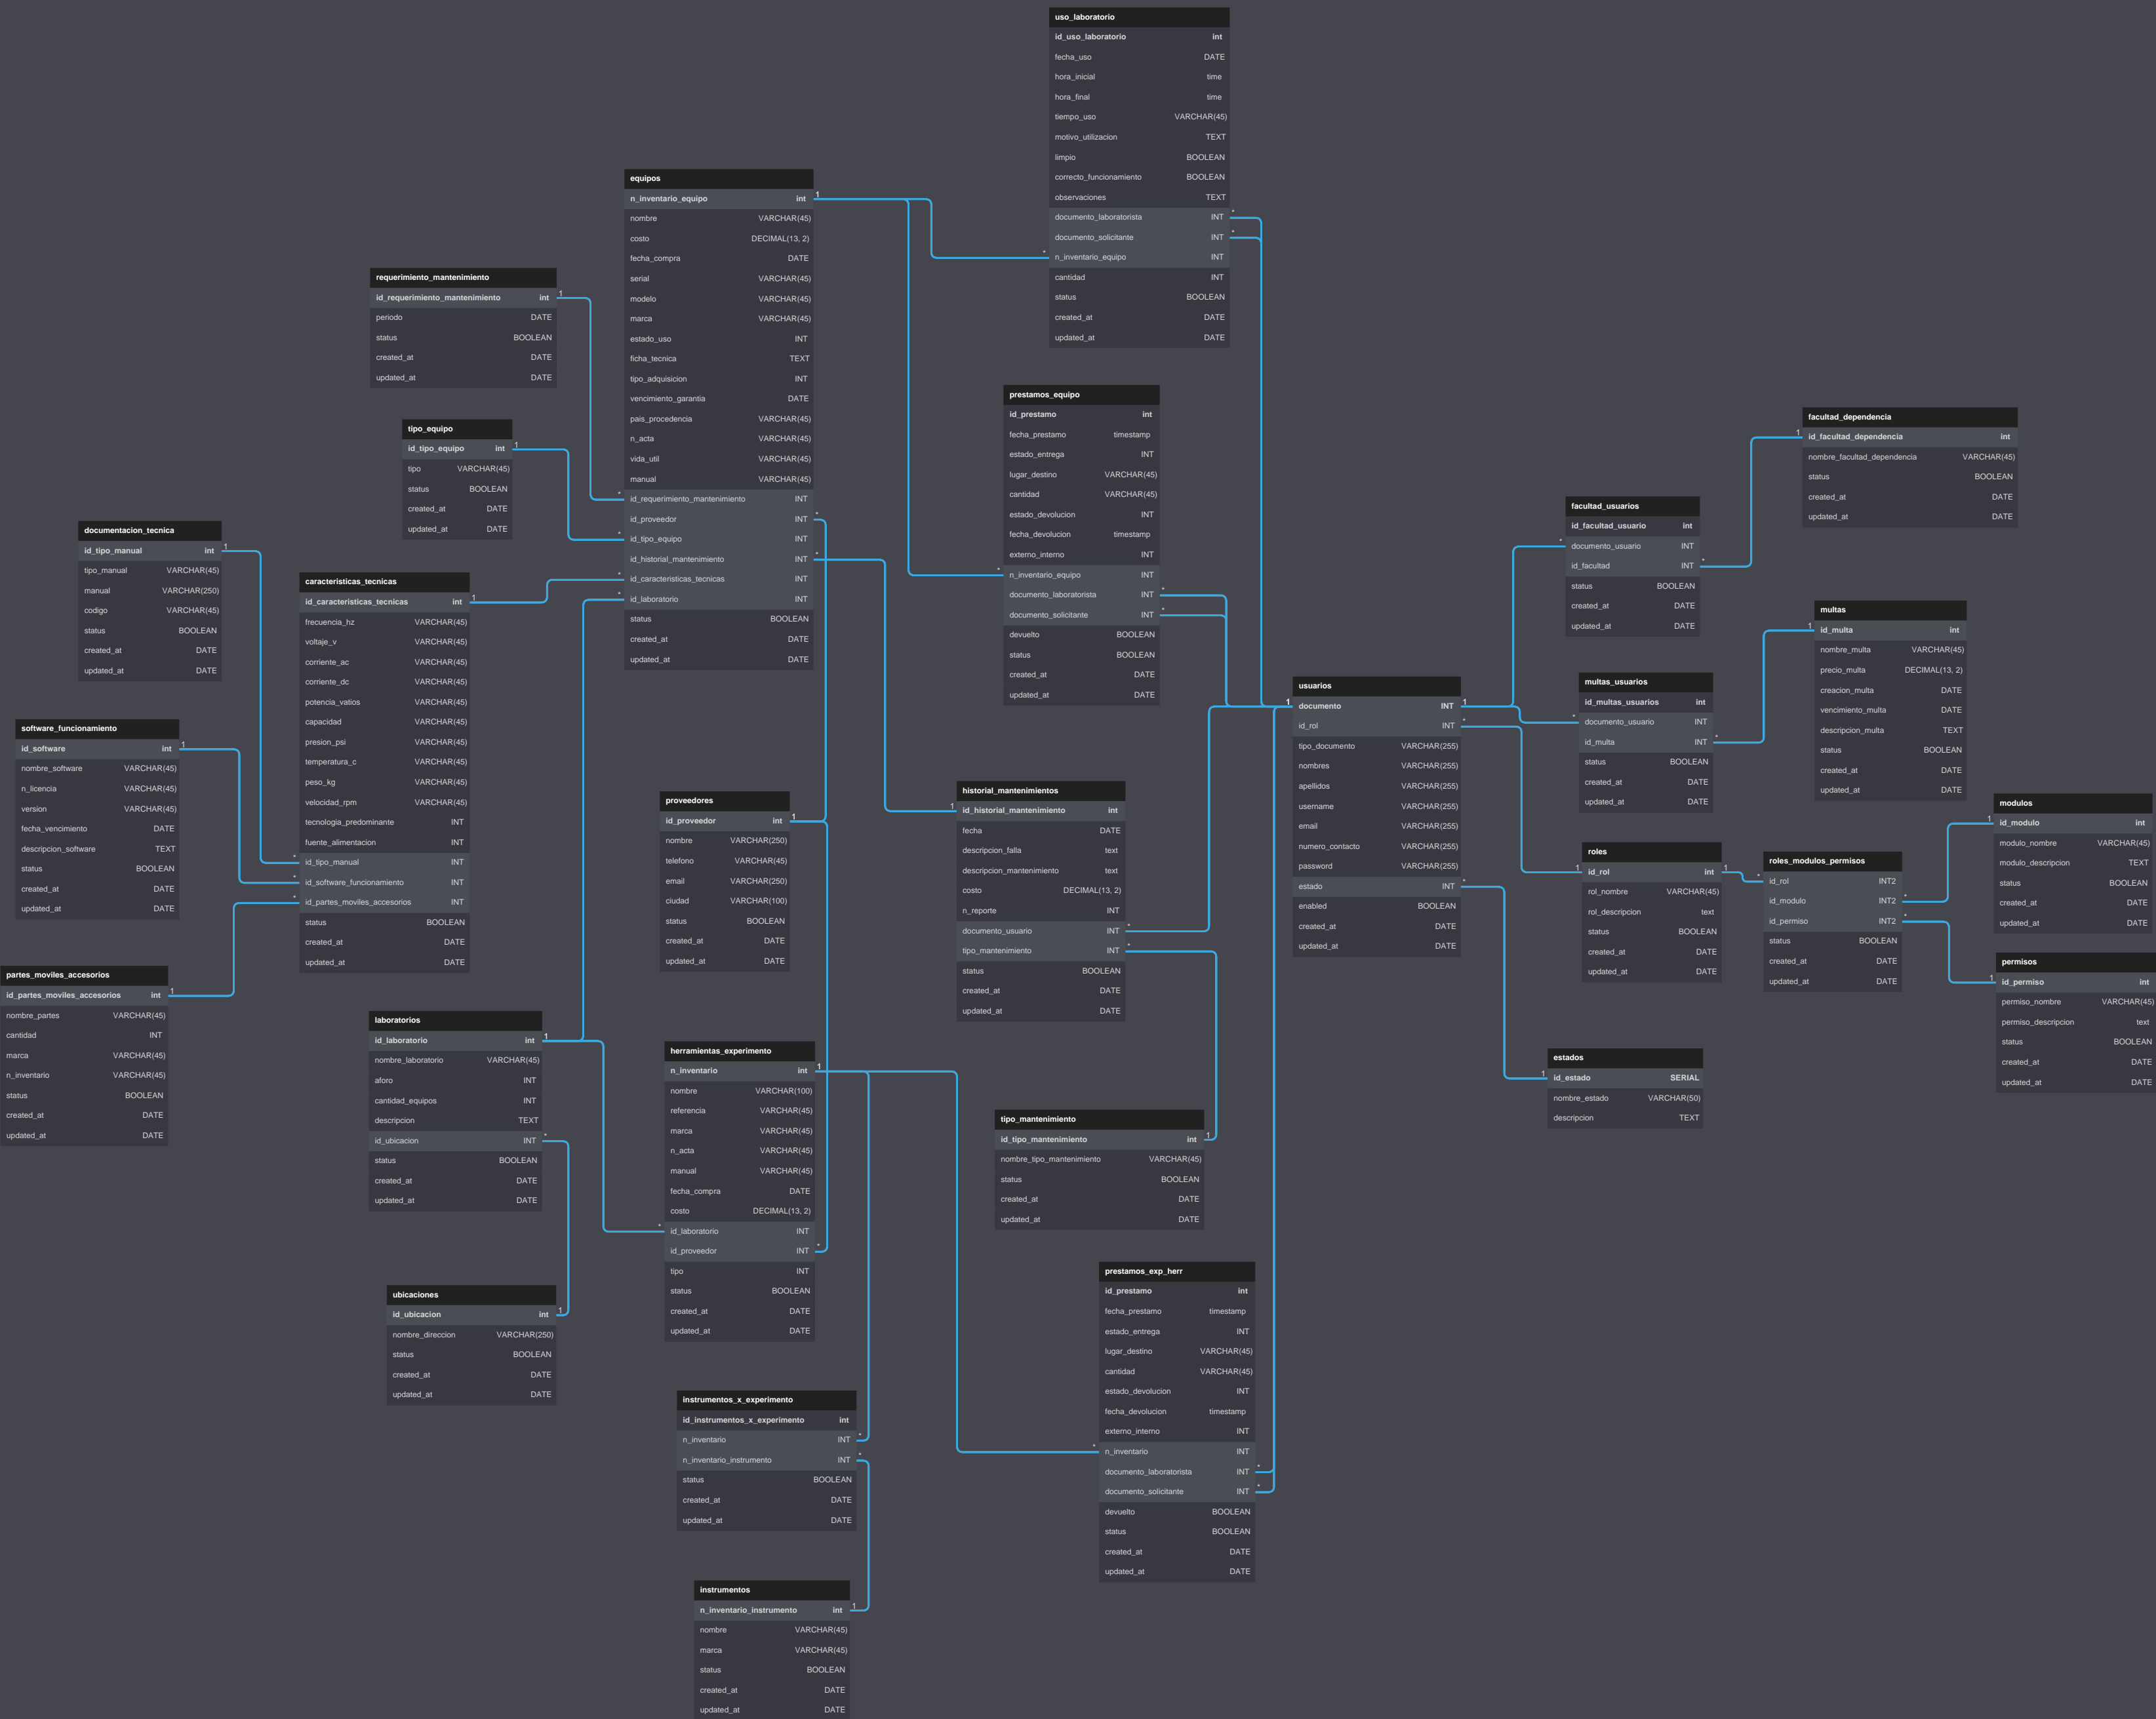 uso_laboratorio
id_uso_laboratorio int
fecha_uso DATE
hora_inicial time
hora_final time
tiempo_uso VARCHAR(45)
motivo_utilizacion TEXT
limpio BOOLEAN
correcto_funcionamiento BOOLEAN
observaciones TEXT
documento_laboratorista INT *
documento_solicitante INT *
* n_inventario_equipo INT
cantidad INT
status BOOLEAN
created_at DATE
updated_at DATE
equipos
n_inventario_equipo int 1
nombre VARCHAR(45)
costo DECIMAL(13, 2)
fecha_compra DATE
serial VARCHAR(45)
modelo VARCHAR(45)
marca VARCHAR(45)
estado_uso INT
ficha_tecnica TEXT
tipo_adquisicion INT
vencimiento_garantia DATE
pais_procedencia VARCHAR(45)
n_acta VARCHAR(45)
vida_util VARCHAR(45)
manual VARCHAR(45)
* id_requerimiento_mantenimiento INT
id_proveedor INT *
* id_tipo_equipo INT
id_historial_mantenimiento INT *
* id_caracteristicas_tecnicas INT
* id_laboratorio INT
status BOOLEAN
created_at DATE
updated_at DATE
requerimiento_mantenimiento
id_requerimiento_mantenimiento int 1
periodo DATE
status BOOLEAN
created_at DATE
updated_at DATE
tipo_equipo
id_tipo_equipo int 1
tipo VARCHAR(45)
status BOOLEAN
created_at DATE
updated_at DATE
prestamos_equipo
id_prestamo int
fecha_prestamo timestamp
estado_entrega INT
lugar_destino VARCHAR(45)
cantidad VARCHAR(45)
estado_devolucion INT
fecha_devolucion timestamp
externo_interno INT
* n_inventario_equipo INT
documento_laboratorista INT *
documento_solicitante INT *
devuelto BOOLEAN
status BOOLEAN
created_at DATE
updated_at DATE
facultad_dependencia
1 id_facultad_dependencia int
nombre_facultad_dependencia VARCHAR(45)
status BOOLEAN
created_at DATE
updated_at DATE
facultad_usuarios
id_facultad_usuario int
* documento_usuario INT
id_facultad INT *
status BOOLEAN
created_at DATE
updated_at DATE
documentacion_tecnica
id_tipo_manual int 1
tipo_manual VARCHAR(45)
manual VARCHAR(250)
codigo VARCHAR(45)
status BOOLEAN
created_at DATE
updated_at DATE
caracteristicas_tecnicas
id_caracteristicas_tecnicas int 1
frecuencia_hz VARCHAR(45)
voltaje_v VARCHAR(45)
corriente_ac VARCHAR(45)
corriente_dc VARCHAR(45)
potencia_vatios VARCHAR(45)
capacidad VARCHAR(45)
presion_psi VARCHAR(45)
temperatura_c VARCHAR(45)
peso_kg VARCHAR(45)
velocidad_rpm VARCHAR(45)
tecnologia_predominante INT
fuente_alimentacion INT
* id_tipo_manual INT
* id_software_funcionamiento INT
* id_partes_moviles_accesorios INT
status BOOLEAN
created_at DATE
updated_at DATE
multas
1 id_multa int
nombre_multa VARCHAR(45)
precio_multa DECIMAL(13, 2)
creacion_multa DATE
vencimiento_multa DATE
descripcion_multa TEXT
status BOOLEAN
created_at DATE
updated_at DATE
multas_usuarios
id_multas_usuarios int
* documento_usuario INT
id_multa INT *
status BOOLEAN
created_at DATE
updated_at DATE
usuarios
1 documento INT 1
id_rol INT *
tipo_documento VARCHAR(255)
nombres VARCHAR(255)
apellidos VARCHAR(255)
username VARCHAR(255)
email VARCHAR(255)
numero_contacto VARCHAR(255)
password VARCHAR(255)
estado INT *
enabled BOOLEAN
created_at DATE
updated_at DATE
software_funcionamiento
id_software int 1
nombre_software VARCHAR(45)
n_licencia VARCHAR(45)
version VARCHAR(45)
fecha_vencimiento DATE
descripcion_software TEXT
status BOOLEAN
created_at DATE
updated_at DATE
proveedores
id_proveedor int 1
nombre VARCHAR(250)
telefono VARCHAR(45)
email VARCHAR(250)
ciudad VARCHAR(100)
status BOOLEAN
created_at DATE
updated_at DATE
historial_mantenimientos
1 id_historial_mantenimiento int
fecha DATE
descripcion_falla text
descripcion_mantenimiento text
costo DECIMAL(13, 2)
n_reporte INT
documento_usuario INT *
tipo_mantenimiento INT *
status BOOLEAN
created_at DATE
updated_at DATE
modulos
1 id_modulo int
modulo_nombre VARCHAR(45)
modulo_descripcion TEXT
status BOOLEAN
created_at DATE
updated_at DATE
roles
1 id_rol int 1
rol_nombre VARCHAR(45)
rol_descripcion text
status BOOLEAN
created_at DATE
updated_at DATE
roles_modulos_permisos
* id_rol INT2
id_modulo INT2 *
id_permiso INT2 *
status BOOLEAN
created_at DATE
updated_at DATE
permisos
1 id_permiso int
permiso_nombre VARCHAR(45)
permiso_descripcion text
status BOOLEAN
created_at DATE
updated_at DATE
partes_moviles_accesorios
id_partes_moviles_accesorios int 1
nombre_partes VARCHAR(45)
cantidad INT
marca VARCHAR(45)
n_inventario VARCHAR(45)
status BOOLEAN
created_at DATE
updated_at DATE
laboratorios
id_laboratorio int 1
nombre_laboratorio VARCHAR(45)
aforo INT
cantidad_equipos INT
descripcion TEXT
id_ubicacion INT *
status BOOLEAN
created_at DATE
updated_at DATE
herramientas_experimento
n_inventario int 1
nombre VARCHAR(100)
referencia VARCHAR(45)
marca VARCHAR(45)
n_acta VARCHAR(45)
manual VARCHAR(45)
fecha_compra DATE
costo DECIMAL(13, 2)
* id_laboratorio INT
id_proveedor INT *
tipo INT
status BOOLEAN
created_at DATE
updated_at DATE
estados
1 id_estado SERIAL
nombre_estado VARCHAR(50)
descripcion TEXT
tipo_mantenimiento
id_tipo_mantenimiento int 1
nombre_tipo_mantenimiento VARCHAR(45)
status BOOLEAN
created_at DATE
updated_at DATE
prestamos_exp_herr
id_prestamo int
fecha_prestamo timestamp
estado_entrega INT
lugar_destino VARCHAR(45)
cantidad VARCHAR(45)
estado_devolucion INT
fecha_devolucion timestamp
externo_interno INT
* n_inventario INT
documento_laboratorista INT *
documento_solicitante INT *
devuelto BOOLEAN
status BOOLEAN
created_at DATE
updated_at DATE
ubicaciones
id_ubicacion int 1
nombre_direccion VARCHAR(250)
status BOOLEAN
created_at DATE
updated_at DATE
instrumentos_x_experimento
id_instrumentos_x_experimento int
n_inventario INT *
n_inventario_instrumento INT *
status BOOLEAN
created_at DATE
updated_at DATE
instrumentos
n_inventario_instrumento int 1
nombre VARCHAR(45)
marca VARCHAR(45)
status BOOLEAN
created_at DATE
updated_at DATE